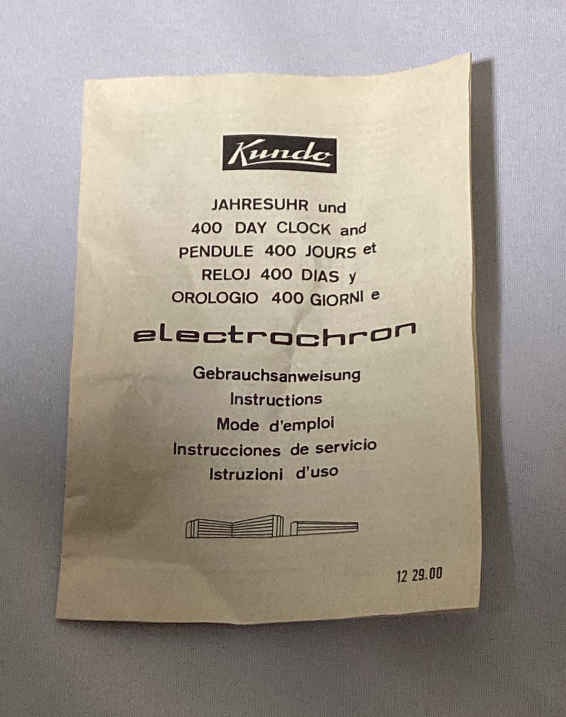 Kundo
JAHRESUHR und
400 DAY CLOCK and
PENDULE 400 JOURS et
RELOJ 400 DIAS y
OROLOGIO 400 GIORNI e
electrochron
Gebrauchsanweisung
Instructions
Mode d'emploi
Instrucciones de servicio
Istruzioni d'uso
12 29.00